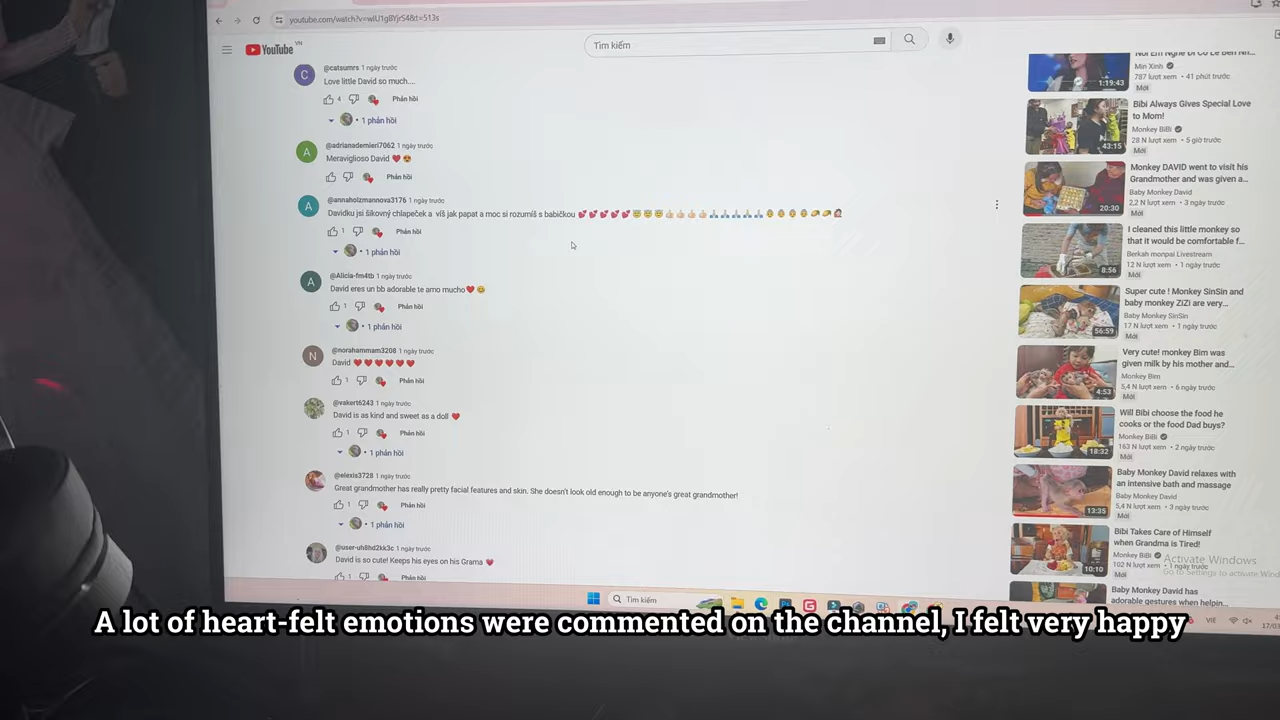 youtube.com/watch?v=wlU1gBYjrS4&t=513s
YouTube VN
Tìm kiếm
@catsumrs 1 ngày trước
Love little David so much....
4 Phản hồi
1 phản hồi
@adrianademieri7062 1 ngày trước
Meraviglioso David ❤️ 😍
Phản hồi
@annaholzmannova3176 1 ngày trước
Davidku jsi šikovný chlapeček a víš jak papat a moc si rozumíš s babičkou
1 Phản hồi
1 phản hồi
@Alicia-fm4tb 1 ngày trước
David eres un bb adorable te amo mucho❤️ 😊
1 Phản hồi
1 phản hồi
@norahammam3208 1 ngày trước
David ❤️ ❤️ ❤️ ❤️ ❤️ ❤️
1 Phản hồi
@vakert6243 1 ngày trước
David is as kind and sweet as a doll ❤️
1 Phản hồi
1 phản hồi
@elexis3728 1 ngày trước
Great grandmother has really pretty facial features and skin. She doesn't look old enough to be anyone's great grandmother!
1 Phản hồi
1 phản hồi
@user-uh8hd2kk3c 1 ngày trước
David is so cute! Keeps his eyes on his Grama
1 Phản hồi
1:19:43
Min Xinh
787 lượt xem • 41 phút trước
Mới
43:15
Bibi Always Gives Special Love
to Mom!
Monkey BiBi
28 N lượt xem • 5 giờ trước
Mới
20:30
Monkey DAVID went to visit his
Grandmother and was given a...
Baby Monkey David
2,2 N lượt xem • 3 ngày trước
Mới
8:56
I cleaned this little monkey so
that it would be comfortable f...
Berkah monpai Livestream
12 N lượt xem • 1 ngày trước
Mới
56:59
Super cute ! Monkey SinSin and
baby monkey ZiZi are very...
Baby Monkey SinSin
17 N lượt xem • 1 ngày trước
Mới
4:53
Very cute! monkey Bim was
given milk by his mother and...
Monkey Bim
5,4 N lượt xem • 6 ngày trước
Mới
18:32
Will Bibi choose the food he
cooks or the food Dad buys?
Monkey BiBi
163 N lượt xem • 2 ngày trước
Mới
13:35
Baby Monkey David relaxes with
an intensive bath and massage
Baby Monkey David
5,4 N lượt xem • 3 ngày trước
Mới
10:10
Bibi Takes Care of Himself
when Grandma is Tired!
Monkey BiBi
102 N lượt xem • 1 ngày trước
Mới
Baby Monkey David has
adorable gestures when helpin...
Activate Windows
Go to Settings to activate Wind
Tìm kiếm
VIE
A lot of heart-felt emotions were commented on the channel, I felt very happy